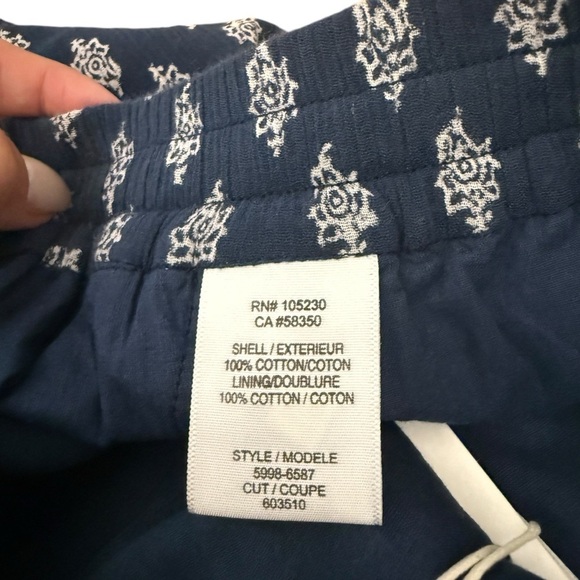 RN# 105230
CA #58350
SHELL / EXTERIEUR
100% COTTON/COTON
LINING/DOUBLURE
100% COTTON / COTON
STYLE / MODELE
5998-6587
CUT / COUPE
603510